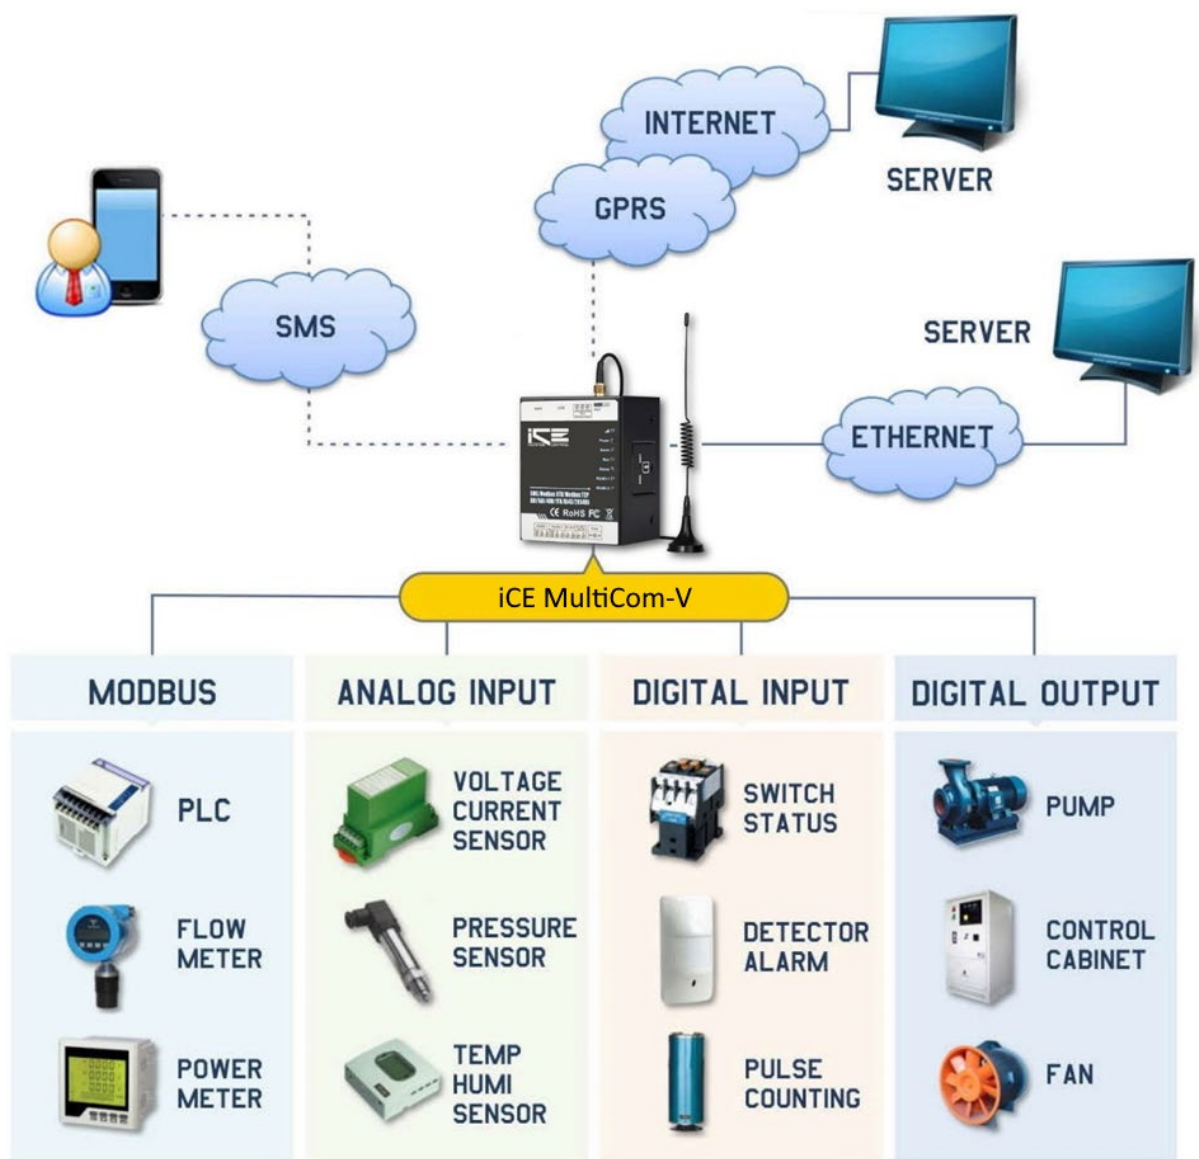 INTERNET
SERVER
GPRS
SMS
SERVER
ETHERNET
iCE
CE RoHS FC
iCE MultiCom-V
MODBUS
ANALOG INPUT
DIGITAL INPUT
DIGITAL OUTPUT
PLC
VOLTAGE
CURRENT
SENSOR
SWITCH
STATUS
PUMP
FLOW
METER
PRESSURE
SENSOR
DETECTOR
ALARM
CONTROL
CABINET
POWER
METER
TEMP
HUMI
SENSOR
PULSE
COUNTING
FAN